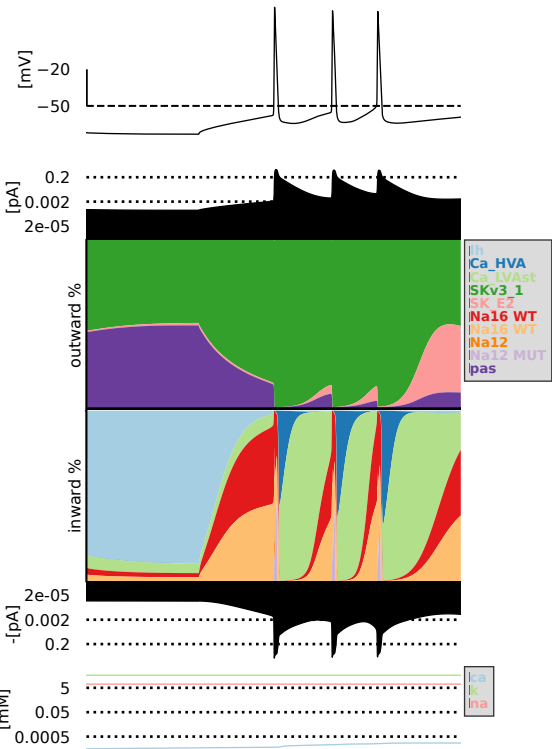 [mV]
−20
−50
[pA]
0.2
0.002
2e-05
outward %
Ih
Ca_HVA
Ca_LVAst
SKv3_1
SK_E2
Na16 WT
Na16 WT
Na12
Na12 MUT
pas
inward %
-[pA]
2e-05
0.002
0.2
[mM]
5
0.05
0.0005
ca
k
na